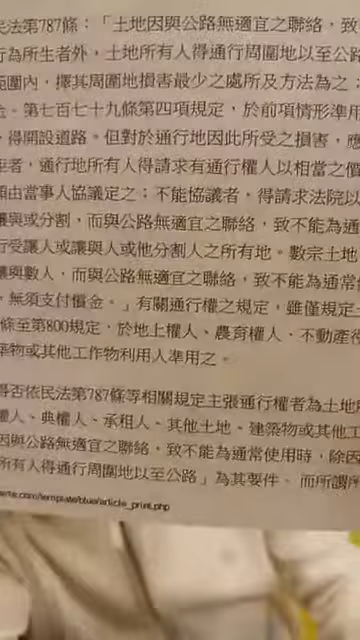 民法第787條：「土地因與公路無適宜之聯絡，致
行為所生者外，土地所有人得通行周圍地以至公路
範圍內，擇其周圍地損害最少之處所及方法為之；
。第七百七十九條第四項規定，於前項情形準用
，得開設道路。但對於通行地因此所受之損害，應
者，通行地所有人得請求有通行權人以相當之價
額由當事人協議定之；不能協議者，得請求法院以
讓與或分割，而與公路無適宜之聯絡，致不能為通
行受讓人或讓與人或他分割人之所有地。數宗土地
讓與數人，而與公路無適宜之聯絡，致不能為通常
，無須支付償金。」有關通行權之規定，雖僅規定
條至第800規定，於地上權人、農育權人、不動產役
築物或其他工作物利用人準用之。
得否依民法第787條等相關規定主張通行權者為土地
權人、典權人、承租人、其他土地、建築物或其他工
因與公路無適宜之聯絡，致不能為通常使用時，除因
所有人得通行周圍地以至公路」為其要件。而所謂
.com/template/blue/article_print.php